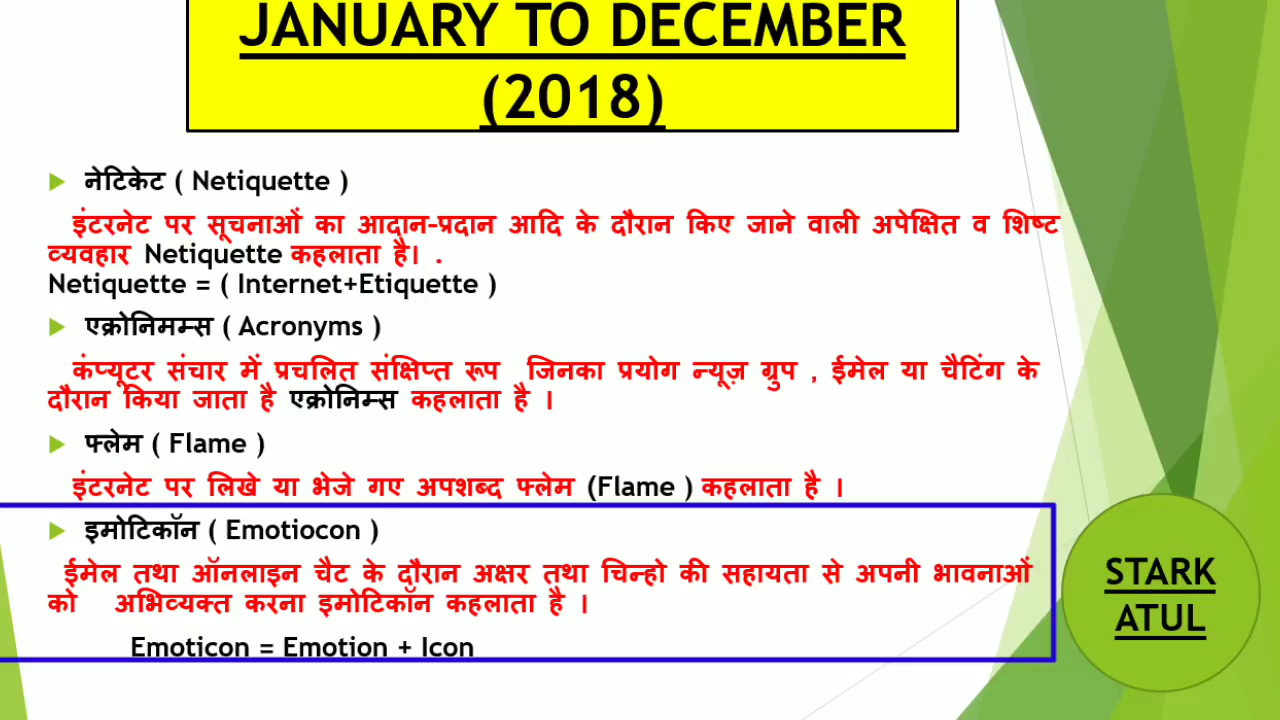 JANUARY TO DECEMBER
(2018)
नेटिकेट ( Netiquette )
इंटरनेट पर सूचनाओं का आदान-प्रदान आदि के दौरान किए जाने वाली अपेक्षित व शिष्ट
व्यवहार Netiquette कहलाता है। .
Netiquette = ( Internet+Etiquette )
एक्रोनिमम्स ( Acronyms )
कंप्यूटर संचार में प्रचलित संक्षिप्त रूप जिनका प्रयोग न्यूज़ ग्रुप , ईमेल या चैटिंग के
दौरान किया जाता है एक्रोनिम्स कहलाता है ।
फ्लेम ( Flame )
इंटरनेट पर लिखे या भेजे गए अपशब्द फ्लेम (Flame ) कहलाता है ।
इमोटिकॉन ( Emotiocon )
ईमेल तथा ऑनलाइन चैट के दौरान अक्षर तथा चिन्हो की सहायता से अपनी भावनाओं
को अभिव्यक्त करना इमोटिकॉन कहलाता है ।
Emoticon = Emotion + Icon
STARK
ATUL